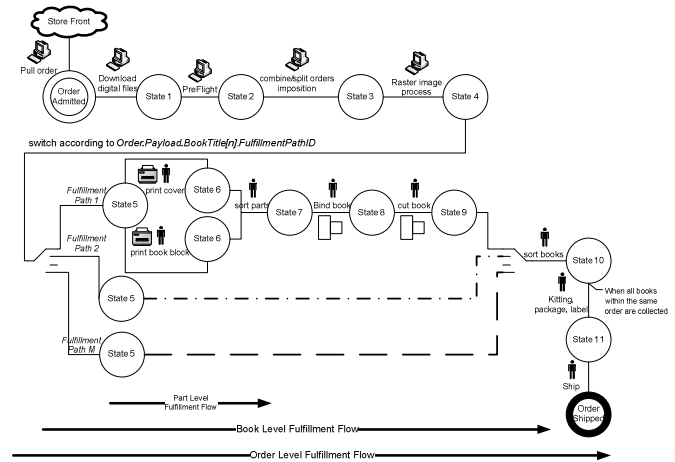 Store Front
Pull order
Order
Admitted
Download
digital files
State 1
PreFlight
State 2
combine/split orders
imposition
State 3
Raster image
process
State 4
switch according to Order.Payload.BookTitle[n].FulfillmentPathID
Fulfillment
Path 1
State 5
print cover
State 6
print book block
State 6
sort parts
State 7
Bind book
State 8
cut book
State 9
Fulfillment
Path 2
State 5
Fulfillment
Path M
State 5
sort books
State 10
When all books
within the same
order are collected
Kitting,
package, label
State 11
Ship
Order
Shipped
Part Level
Fulfillment Flow
Book Level Fulfillment Flow
Order Level Fulfillment Flow